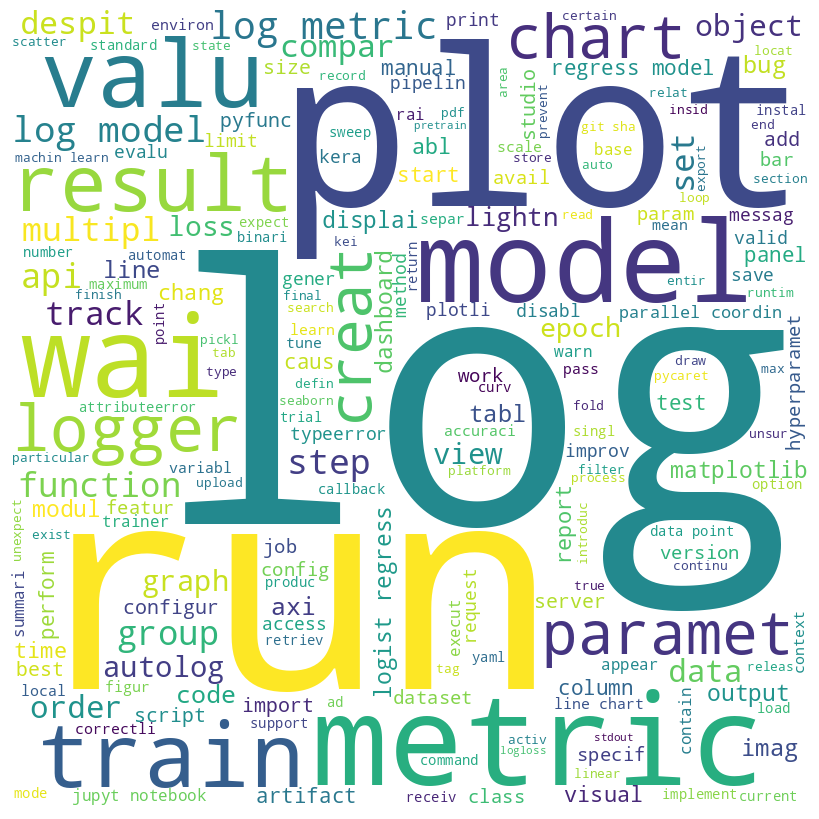 despit
environ
log metric
print
certain
chart
object
scatter
standard
state
compar
manual
size
record
pipelin
area
studio
regress model
locat
bug
valu
plot
log model
pyfunc
limit
rai
pdf
sweep
pretrain
scale
prevent
git sha
relat
insid
instal
end
add
machin learn
evalu
kera
abl
store
base
auto
set
export
bar
section
result
start
avail
loop
multipl
loss
expect
binari
displai
separ
lightn
read
param
mean
messag
valid
panel
number
automat
kei
return
model
entir
save
runtim
api
line
maximum
finish
chang
gener
final
search
creat
dashboard
method
plotli
disabl
parallel coordin
track
point
learn
tune
caus
epoch
warn
draw
max
wai
pickl
tab
type
defin
seaborn
trial
work
curv
pass
pycaret
log
hyperparamet
attributeerror
logger
typeerror
tabl
accuraci
fold
test
unsur
particular
variabl
upload
step
view
platform
callback
singl
improv
filter
process
matplotlib
option
function
modul
featur
trainer
unexpect
exist
report
introduc
data point
version
continu
job
config
produc
logist regress
run
summari
perform
graph
configur
axi
access
retriev
execut
request
server
true
paramet
context
time
group
best
autolog
yaml
tag
appear
data
releas
local
figur
code
import
ad
dataset
column
line chart
contain
output
load
order
script
correctli
support
train
metric
activ
logloss
command
stdout
specif
linear
imag
mode
jupyt notebook
artifact
receiv
class
visual
implement
current